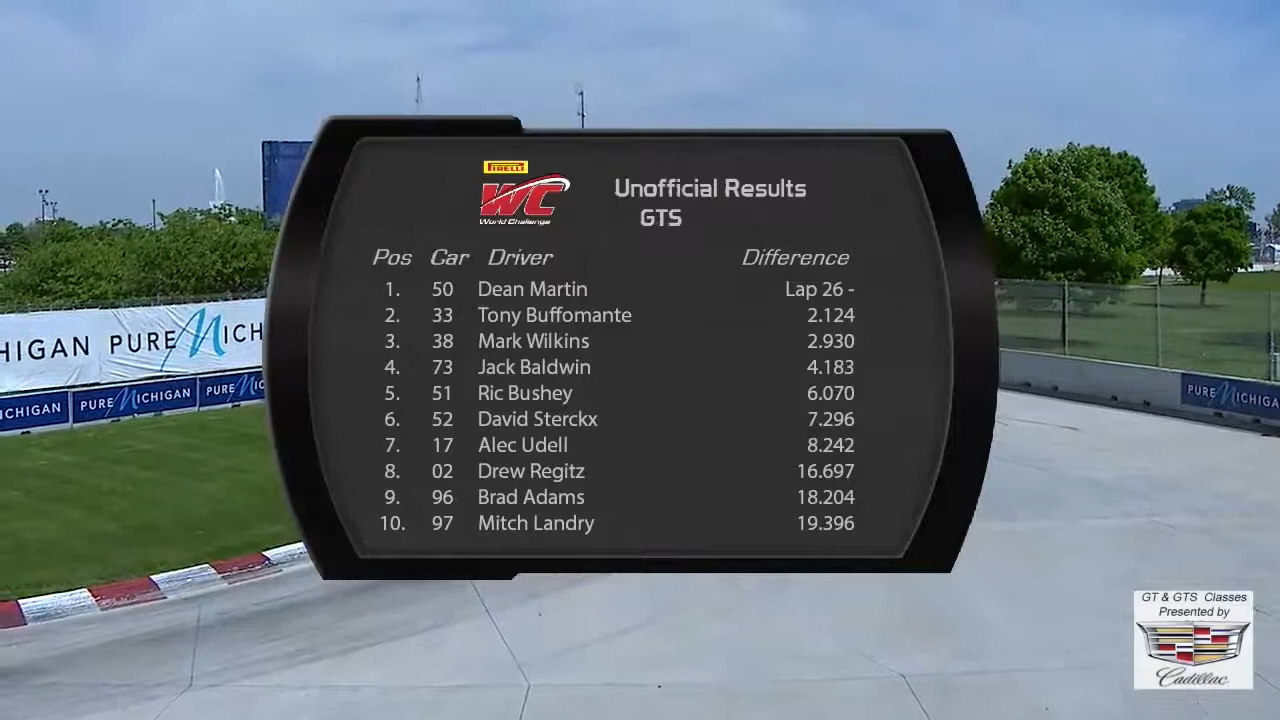 PIRELLI
WC
World Challenge
Unofficial Results
GTS
Pos Car Driver Difference
1. 50 Dean Martin Lap 26 -
2. 33 Tony Buffomante 2.124
3. 38 Mark Wilkins 2.930
4. 73 Jack Baldwin 4.183
5. 51 Ric Bushey 6.070
6. 52 David Sterckx 7.296
7. 17 Alec Udell 8.242
8. 02 Drew Regitz 16.697
9. 96 Brad Adams 18.204
10. 97 Mitch Landry 19.396
HIGAN PURE MICH
ICHIGAN PURE MICHIGAN PURE MI
PURE MICHIGAN
GT & GTS Classes
Presented by
Cadillac